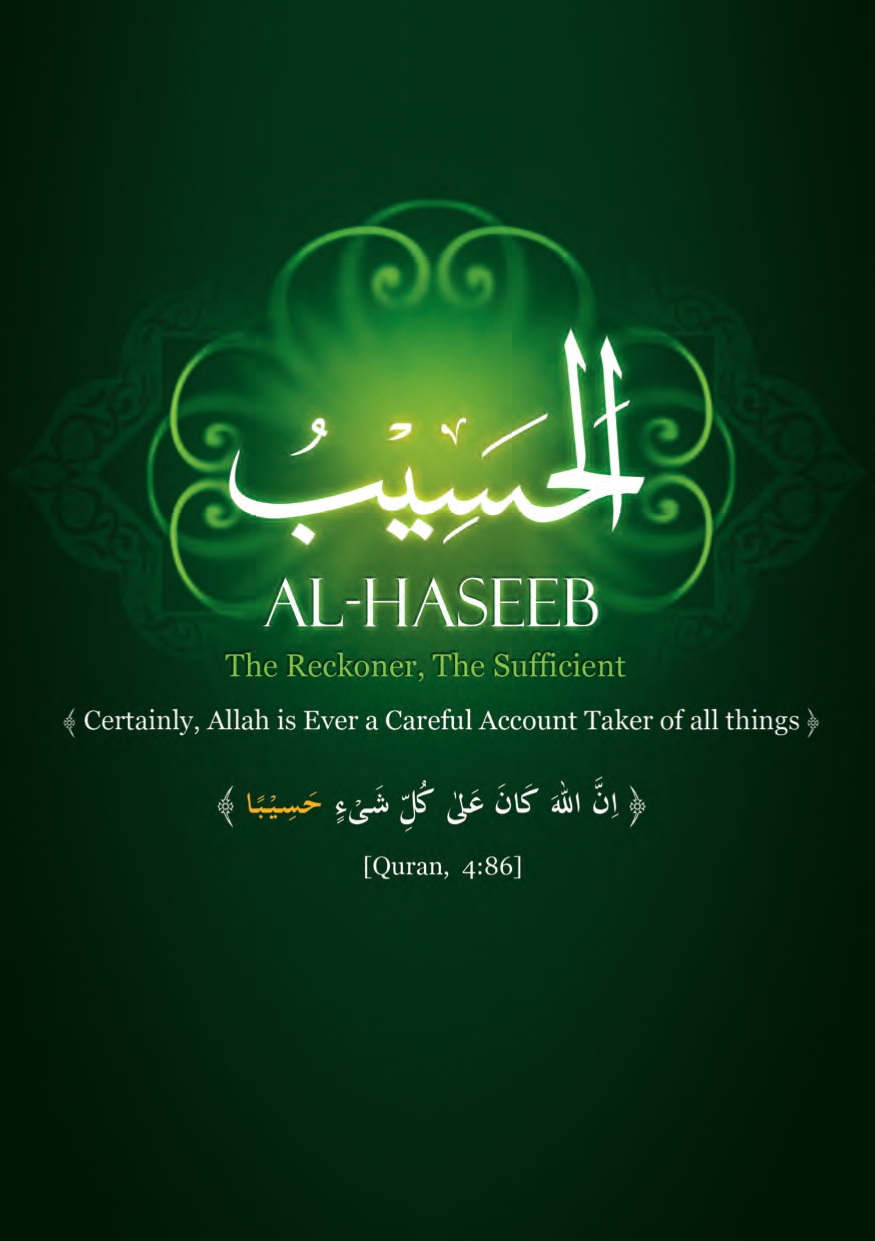 الحَسِيْبُ
AL-HASEEB
The Reckoner, The Sufficient
﴾ Certainly, Allah is Ever a Careful Account Taker of all things ﴿
﴿ اِنَّ اللّٰهَ كَانَ عَلٰى كُلِّ شَىْءٍ حَسِيْبًا ﴾
[Quran, 4:86]